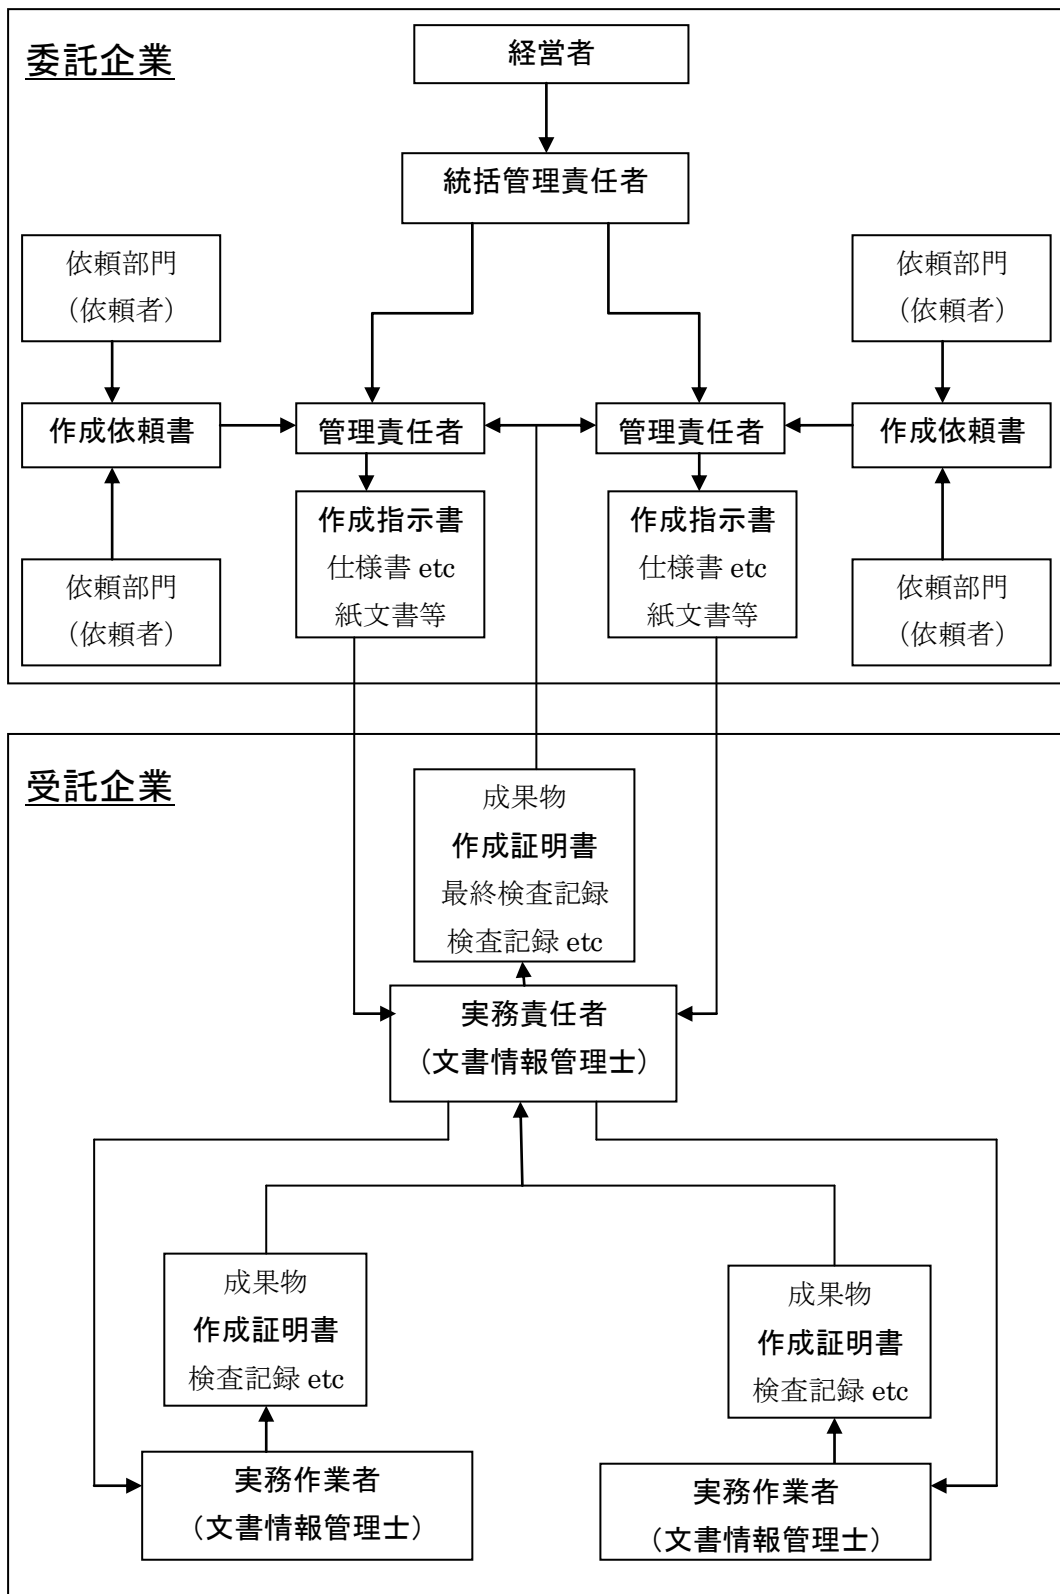 委託企業
経営者
統括管理責任者
依頼部門
（依頼者）
依頼部門
（依頼者）
作成依頼書
管理責任者
管理責任者
作成依頼書
作成指示書
仕様書 etc
紙文書等
作成指示書
仕様書 etc
紙文書等
依頼部門
（依頼者）
依頼部門
（依頼者）
受託企業
成果物
作成証明書
最終検査記録
検査記録 etc
実務責任者
（文書情報管理士）
成果物
作成証明書
検査記録 etc
成果物
作成証明書
検査記録 etc
実務作業者
（文書情報管理士）
実務作業者
（文書情報管理士）